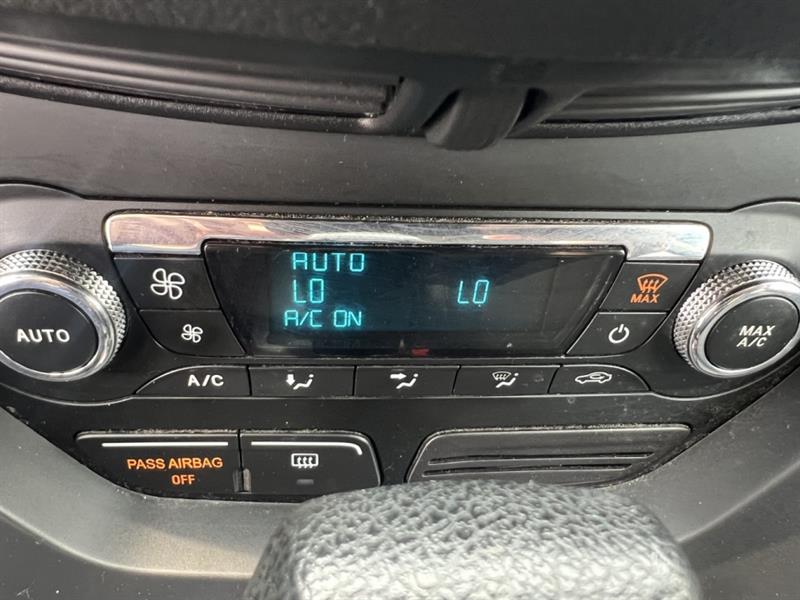 AUTO
LO LO
A/C ON
MAX
AUTO
MAX
A/C
A/C
PASS AIRBAG
OFF